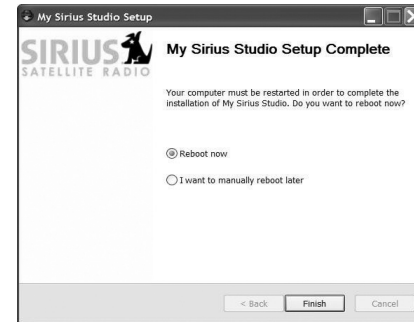 My Sirius Studio Setup
SIRIUS
SATELLITE RADIO
My Sirius Studio Setup Complete
Your computer must be restarted in order to complete the
installation of My Sirius Studio. Do you want to reboot now?
Reboot now
I want to manually reboot later
< Back
Finish
Cancel